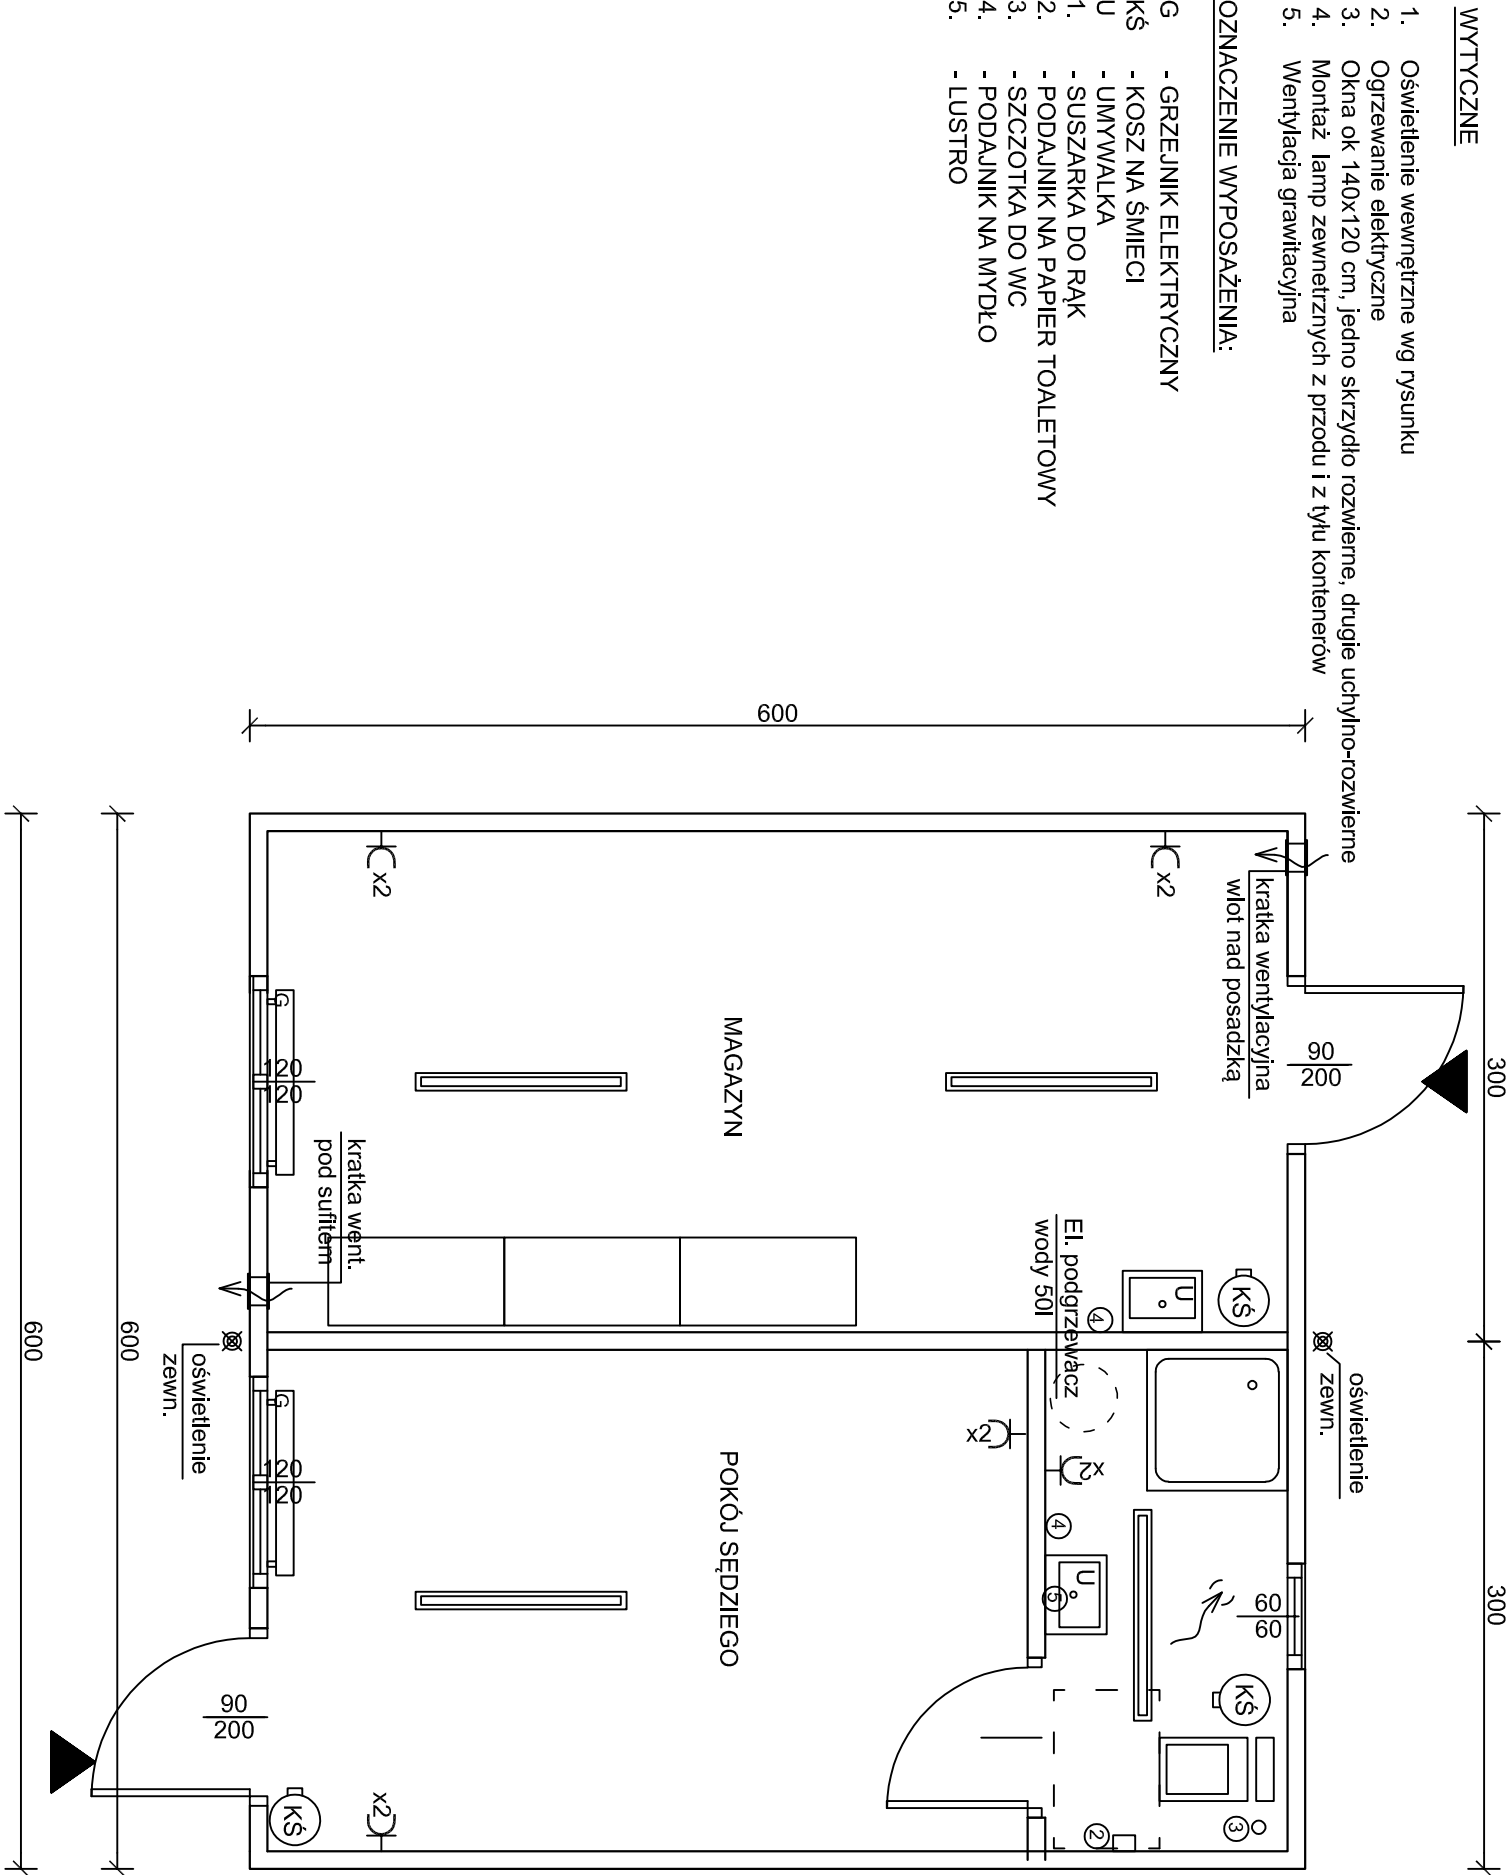 WYTYCZNE
1. Oświetlenie wewnętrzne wg rysunku
2. Ogrzewanie elektryczne
3. Okna ok 140x120 cm, jedno skrzydło rozwierne, drugie uchylno-rozwierne
4. Montaż lamp zewnetrznych z przodu i z tyłu kontenerów
5. Wentylacja grawitacyjna
OZNACZENIE WYPOSAŻENIA:
G - GRZEJNIK ELEKTRYCZNY
KŚ - KOSZ NA ŚMIECI
U - UMYWALKA
1. - SUSZARKA DO RĄK
2. - PODAJNIK NA PAPIER TOALETOWY
3. - SZCZOTKA DO WC
4. - PODAJNIK NA MYDŁO
5. - LUSTRO
300
300
600
90
200
oświetlenie
zewn.
kratka wentylacyjna
wlot nad posadzką
60
60
x2
KŚ
U
4
El. podgrzewacz
wody 50l
x2
x2
4
U
5
KŚ
3
2
MAGAZYN
POKÓJ SĘDZIEGO
x2
x2
kratka went.
pod sufitem
G
120
120
G
120
120
KŚ
90
200
oświetlenie
zewn.
600
600